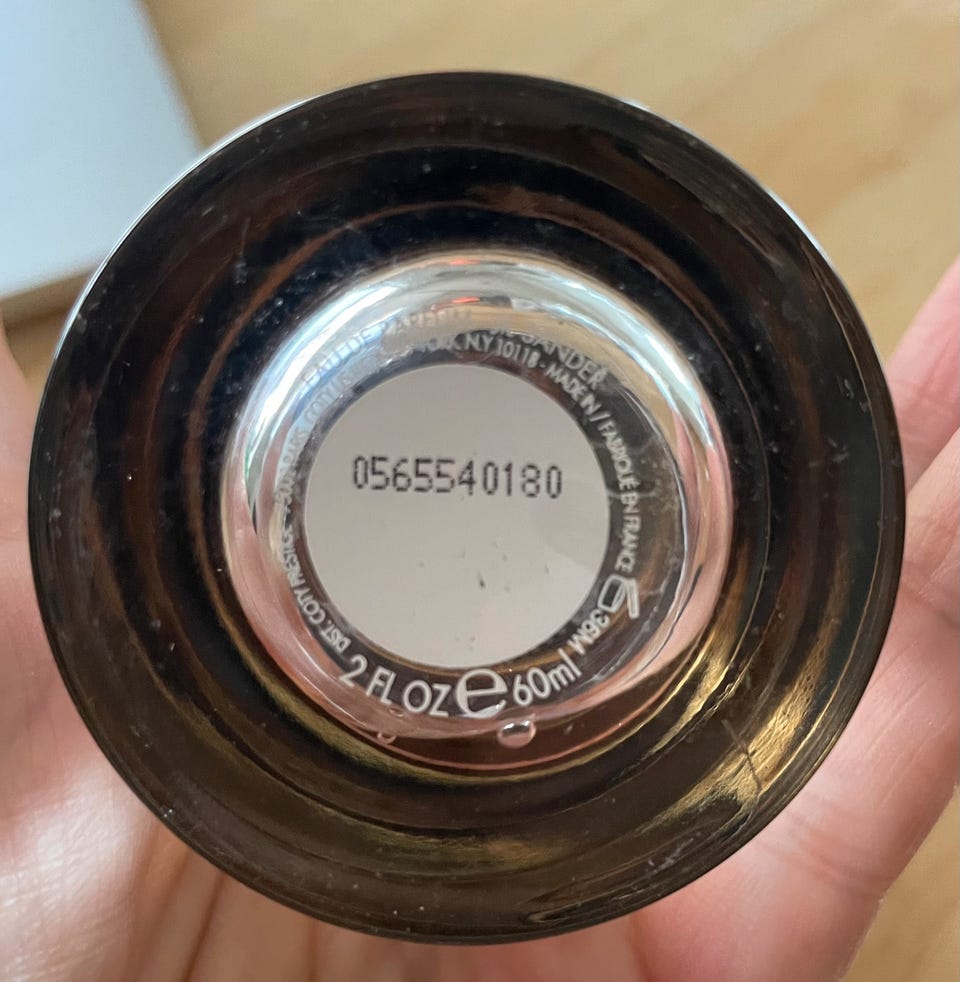 EAU DE PARFUM JIL SANDER
DIST. COTY PRESTIGE YORK, NY 10118 - MADE IN / FABRIQUÉ EN FRANCE
36M
0565540180
2 FL OZ e 60ml